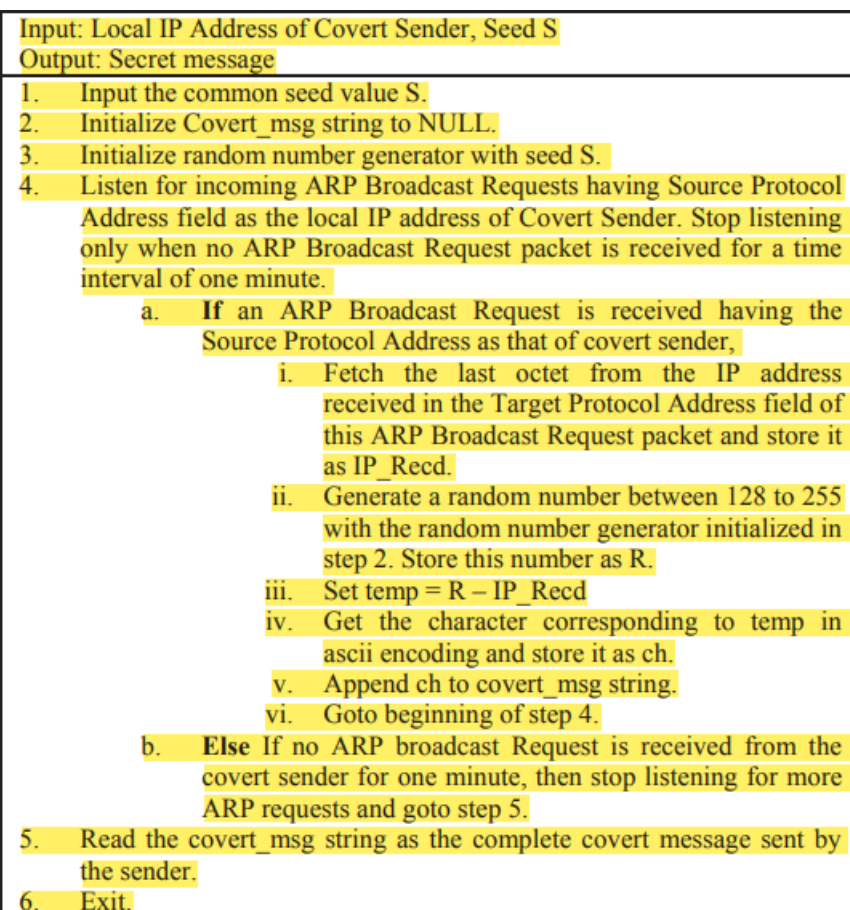 Input: Local IP Address of Covert Sender, Seed S
Output: Secret message
1. Input the common seed value S.
2. Initialize Covert_msg string to NULL.
3. Initialize random number generator with seed S.
4. Listen for incoming ARP Broadcast Requests having Source Protocol
Address field as the local IP address of Covert Sender. Stop listening
only when no ARP Broadcast Request packet is received for a time
interval of one minute.
a. If an ARP Broadcast Request is received having the
Source Protocol Address as that of covert sender,
i. Fetch the last octet from the IP address
received in the Target Protocol Address field of
this ARP Broadcast Request packet and store it
as IP_Recd.
ii. Generate a random number between 128 to 255
with the random number generator initialized in
step 2. Store this number as R.
iii. Set temp = R – IP_Recd
iv. Get the character corresponding to temp in
ascii encoding and store it as ch.
v. Append ch to covert_msg string.
vi. Goto beginning of step 4.
b. Else If no ARP broadcast Request is received from the
covert sender for one minute, then stop listening for more
ARP requests and goto step 5.
5. Read the covert_msg string as the complete covert message sent by
the sender.
6. Exit.